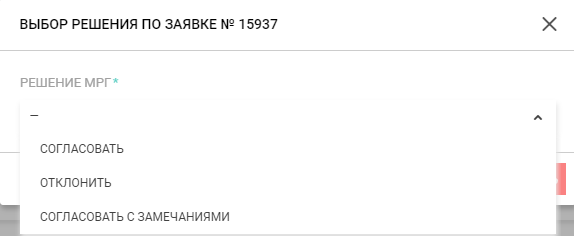 ВЫБОР РЕШЕНИЯ ПО ЗАЯВКЕ № 15937
РЕШЕНИЕ МРГ*
—
СОГЛАСОВАТЬ
ОТКЛОНИТЬ
СОГЛАСОВАТЬ С ЗАМЕЧАНИЯМИ